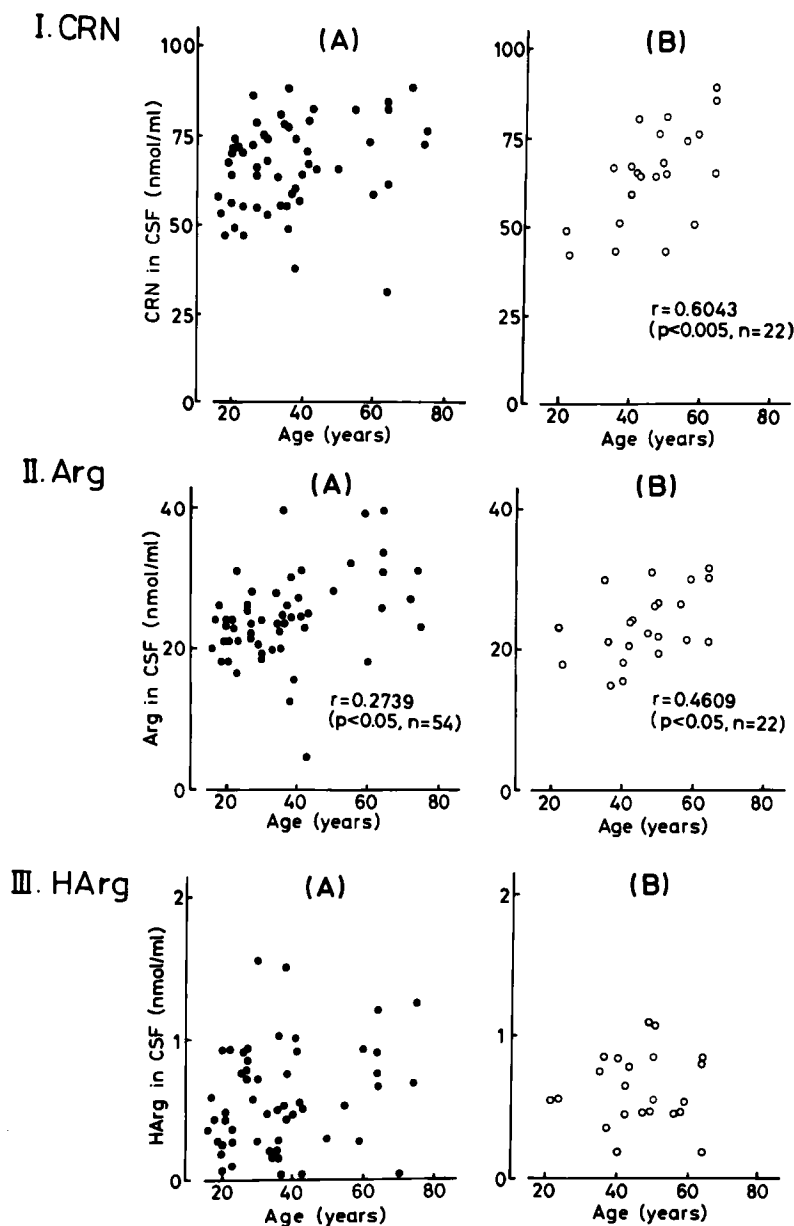 I. CRN
(A)
(B)
CRN in CSF (nmol/ml)
100
75
50
25
0
20 40 60 80
Age (years)
100
75
50
25
0
r=0.6043
(p<0.005, n=22)
20 40 60 80
Age (years)
II. Arg
(A)
(B)
Arg in CSF (nmol/ml)
40
20
0
r=0.2739
(p<0.05, n=54)
20 40 60 80
Age (years)
40
20
0
r=0.4609
(p<0.05, n=22)
20 40 60 80
Age (years)
III. HArg
(A)
(B)
HArg in CSF (nmol/ml)
2
1
0
20 40 60 80
Age (years)
2
1
0
20 40 60 80
Age (years)